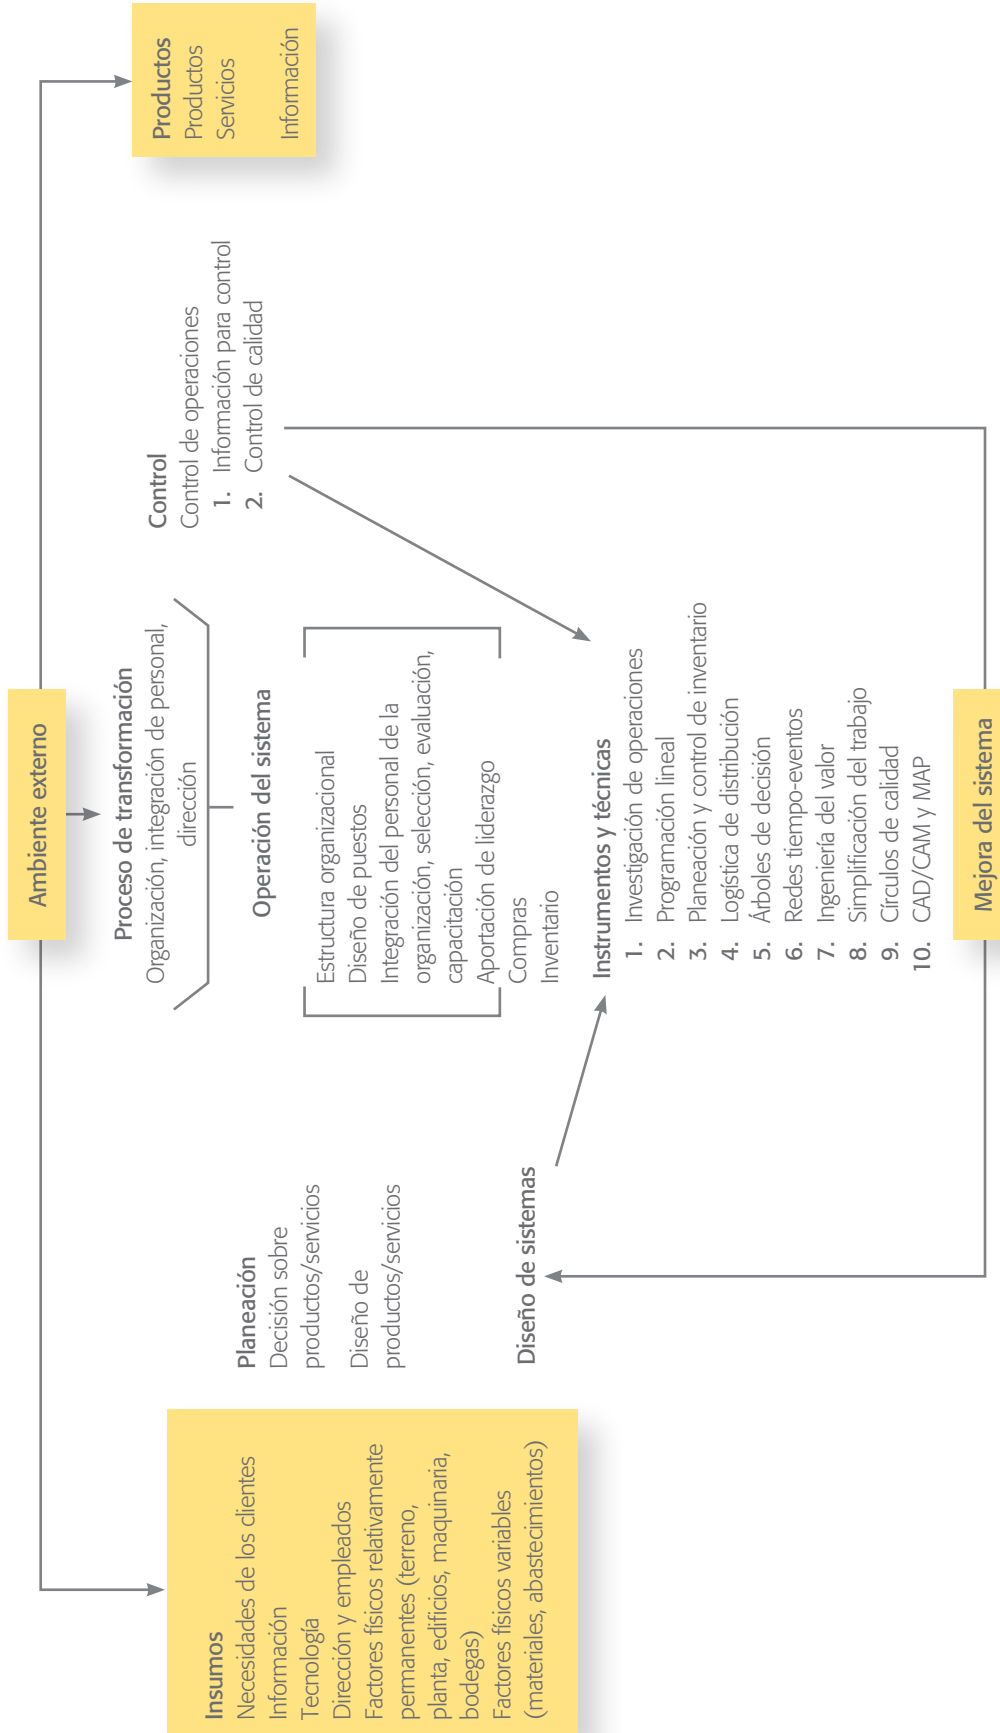 Ambiente externo
Insumos
Necesidades de los clientes
Información
Tecnología
Dirección y empleados
Factores físicos relativamente
permanentes (terreno,
planta, edificios, maquinaria,
bodegas)
Factores físicos variables
(materiales, abastecimientos)
Planeación
Decisión sobre
productos/servicios
Diseño de
productos/servicios
Diseño de sistemas
Proceso de transformación
Organización, integración de personal,
dirección
Operación del sistema
Estructura organizacional
Diseño de puestos
Integración del personal de la
organización, selección, evaluación,
capacitación
Aportación de liderazgo
Compras
Inventario
Instrumentos y técnicas
1. Investigación de operaciones
2. Programación lineal
3. Planeación y control de inventario
4. Logística de distribución
5. Árboles de decisión
6. Redes tiempo-eventos
7. Ingeniería del valor
8. Simplificación del trabajo
9. Círculos de calidad
10. CAD/CAM y MAP
Control
Control de operaciones
1. Información para control
2. Control de calidad
Productos
Productos
Servicios
Información
Mejora del sistema